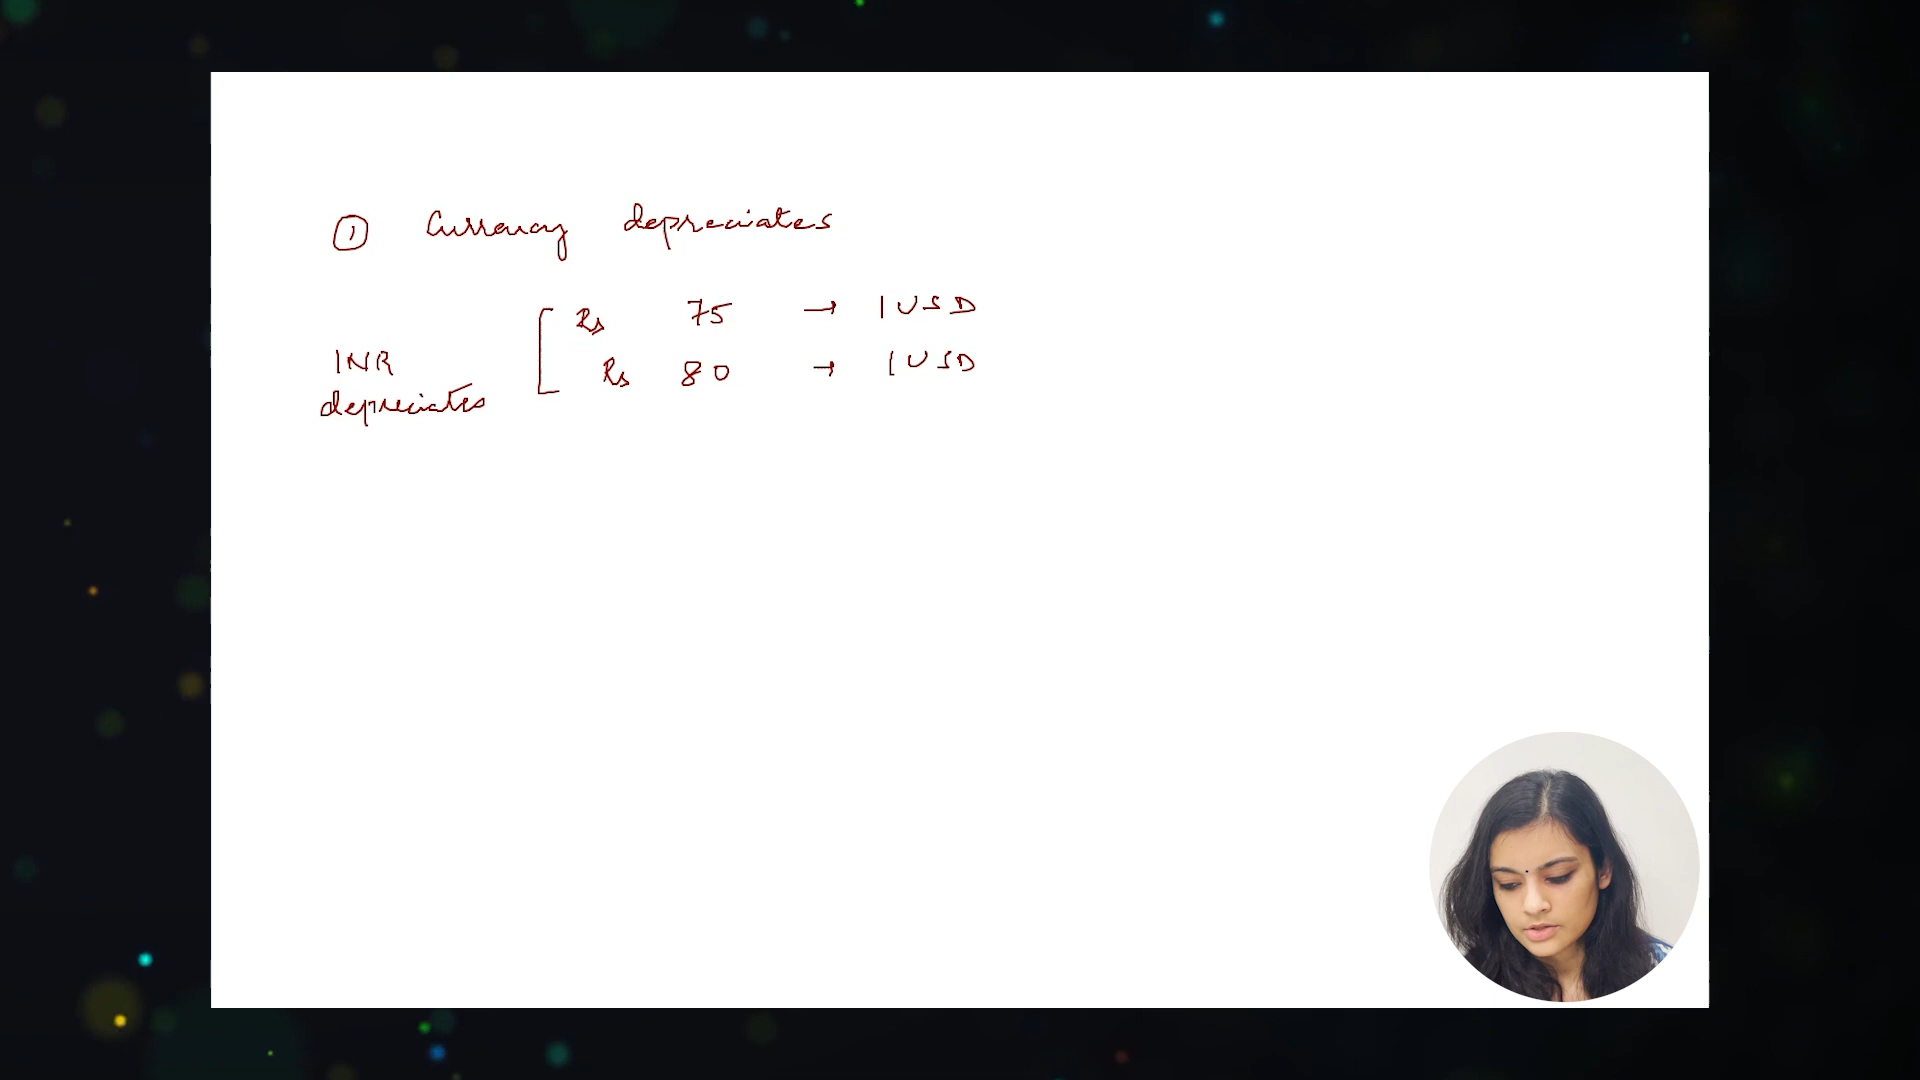 ① Currency depreciates
Rs 75 → 1 USD
INR
Rs 80 → 1 USD
depreciates